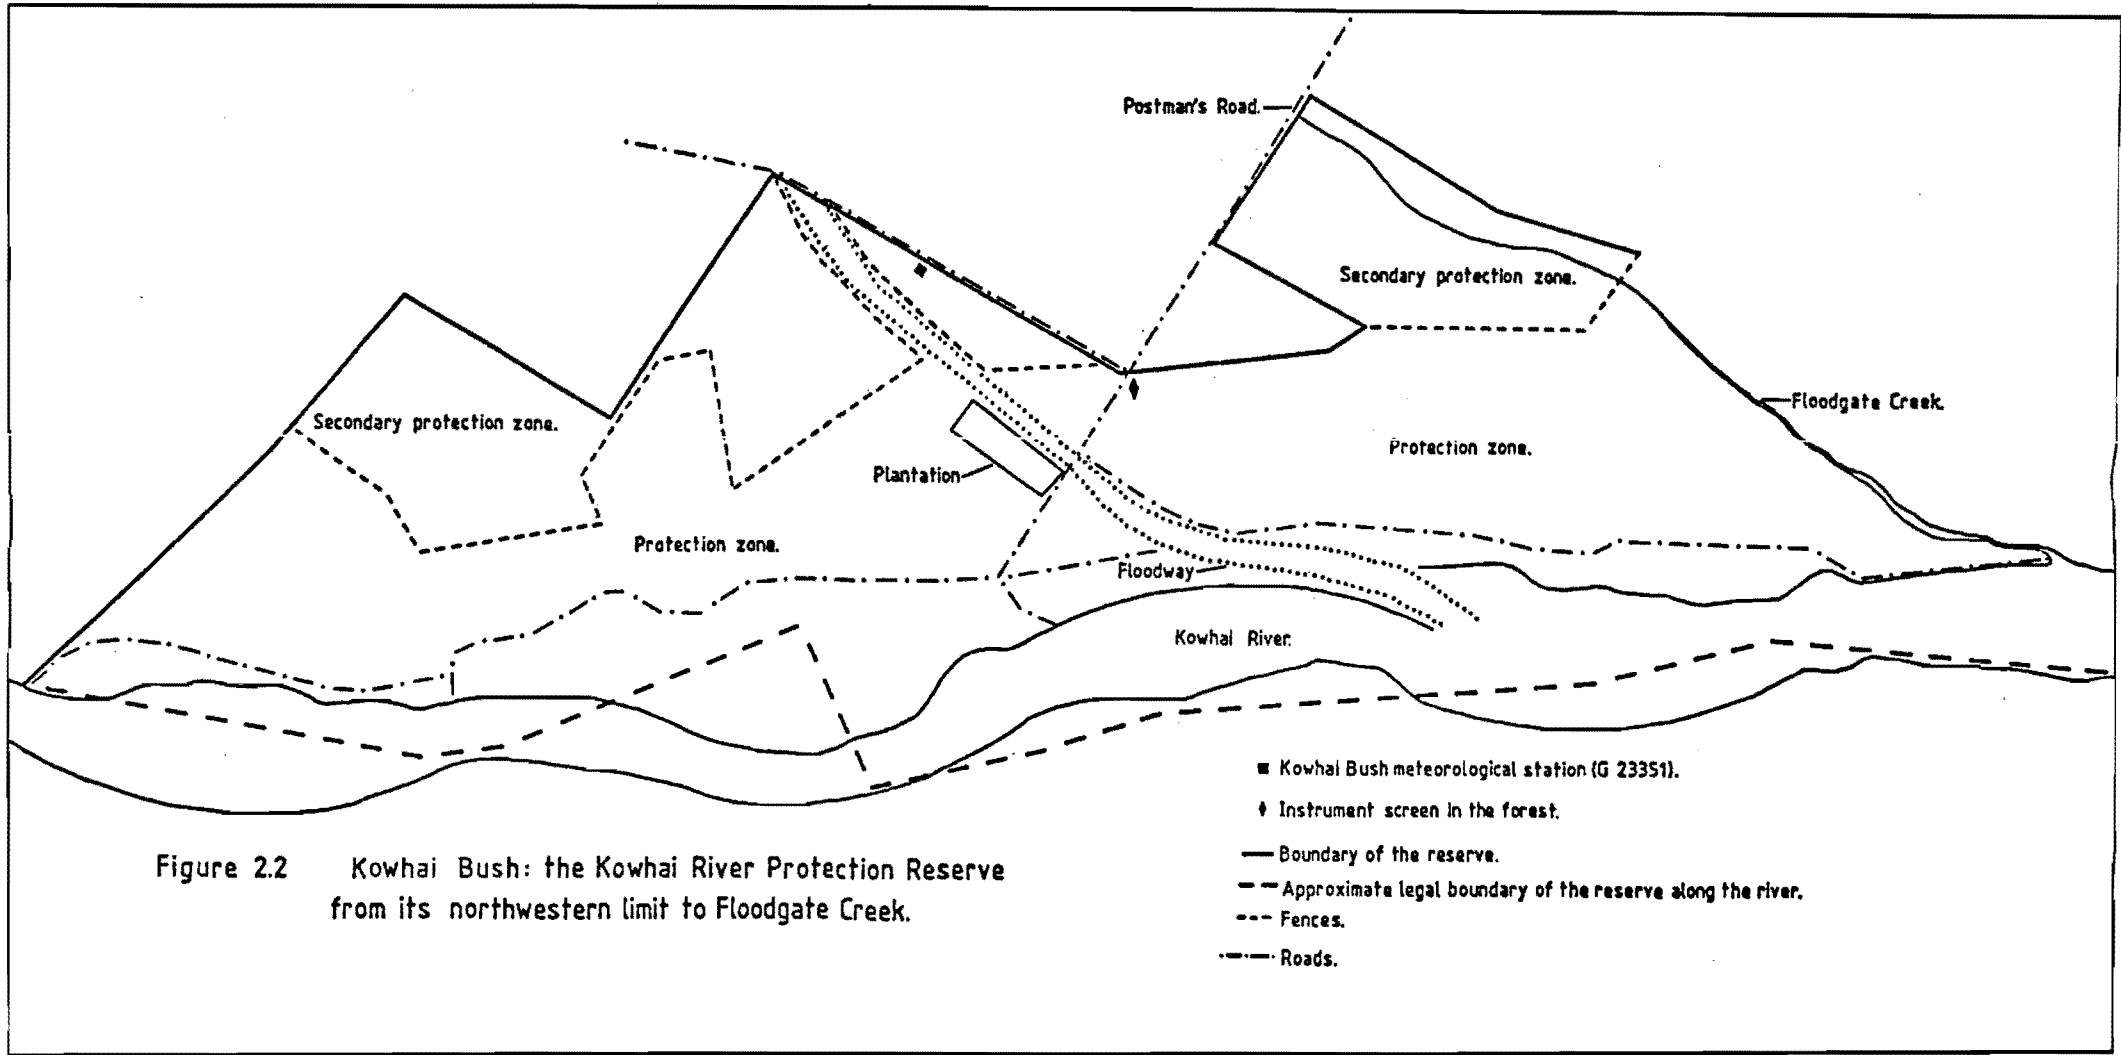 Postman's Road.
Secondary protection zone.
Secondary protection zone.
Floodgate Creek.
Protection zone.
Plantation
Protection zone.
Floodway
Kowhai River.
Kowhai Bush meteorological station (G 23351).
Instrument screen in the forest.
Boundary of the reserve.
Approximate legal boundary of the reserve along the river.
Fences.
Roads.
Figure 2.2 Kowhai Bush: the Kowhai River Protection Reserve
from its northwestern limit to Floodgate Creek.